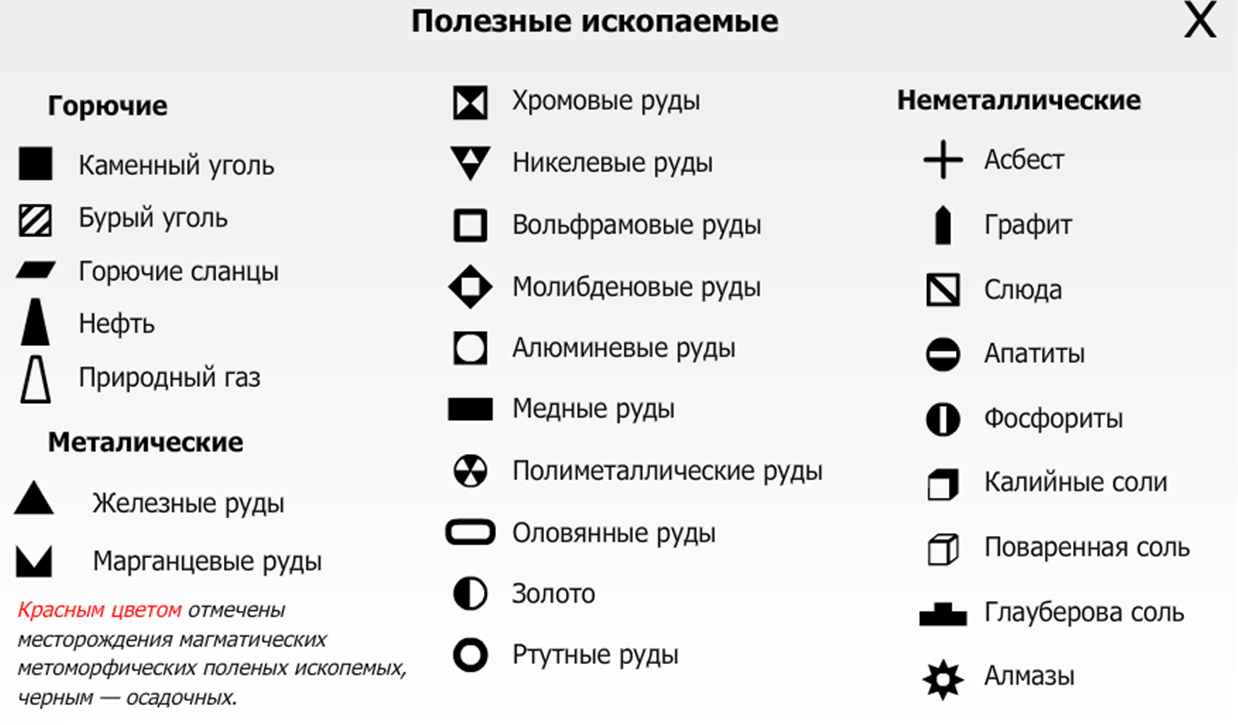 Полезные ископаемые
X
Горючие
Каменный уголь
Бурый уголь
Горючие сланцы
Нефть
Природный газ
Металические
Железные руды
Марганцевые руды
Красным цветом отмечены
месторождения магматических
метоморфических поленых ископемых,
черным — осадочных.
Хромовые руды
Никелевые руды
Вольфрамовые руды
Молибденовые руды
Алюминевые руды
Медные руды
Полиметаллические руды
Оловянные руды
Золото
Ртутные руды
Неметаллические
Асбест
Графит
Слюда
Апатиты
Фосфориты
Калийные соли
Поваренная соль
Глауберова соль
Алмазы